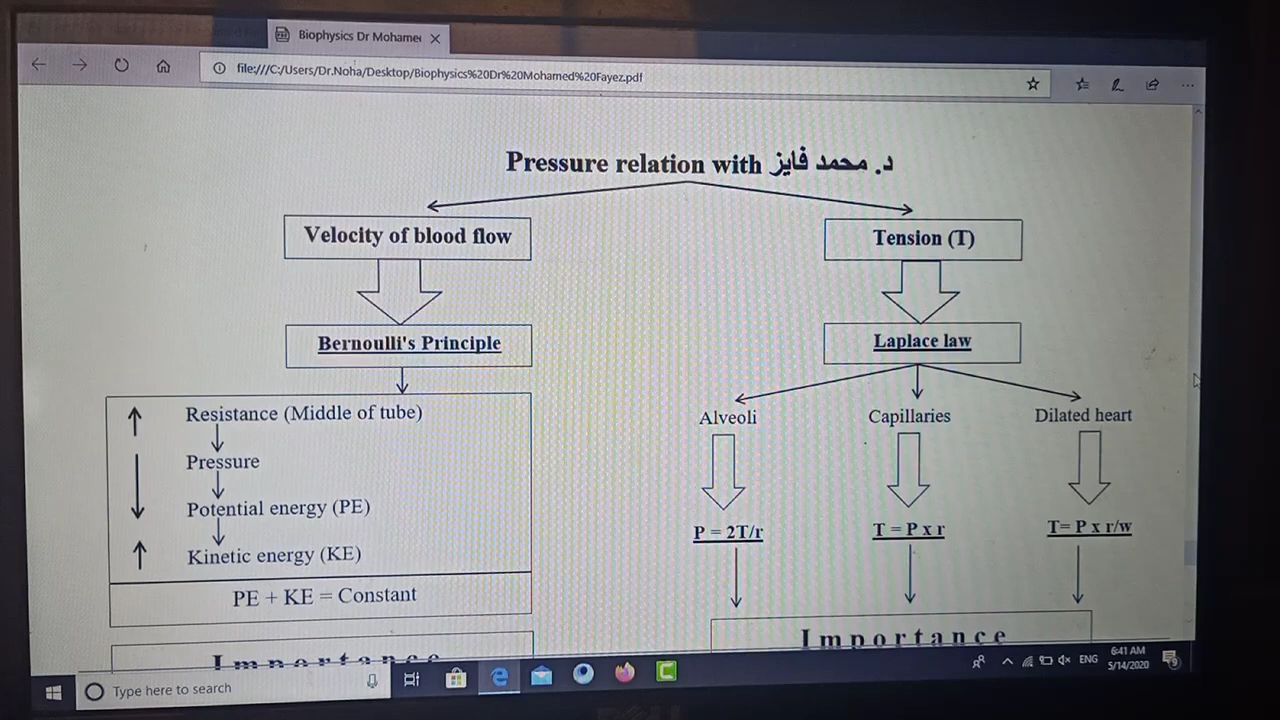 Biophysics Dr Mohamed
file:///C:/Users/Dr.Noha/Desktop/Biophysics%20Dr%20Mohamed%20Fayez.pdf
Pressure relation with د. محمد فايز
Velocity of blood flow
Tension (T)
Bernoulli's Principle
Laplace law
Resistance (Middle of tube)
Pressure
Potential energy (PE)
Kinetic energy (KE)
PE + KE = Constant
Alveoli
Capillaries
Dilated heart
P = 2T/r
T = P x r
T= P x r/w
Importance
Importance
Type here to search
ENG
6:41 AM
5/14/2020
9